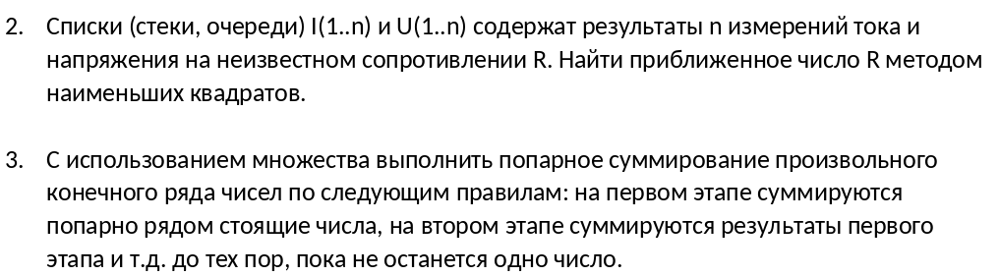 2. Списки (стеки, очереди) I(1..n) и U(1..n) содержат результаты n измерений тока и
напряжения на неизвестном сопротивлении R. Найти приближенное число R методом
наименьших квадратов.
3. С использованием множества выполнить попарное суммирование произвольного
конечного ряда чисел по следующим правилам: на первом этапе суммируются
попарно рядом стоящие числа, на втором этапе суммируются результаты первого
этапа и т.д. до тех пор, пока не останется одно число.